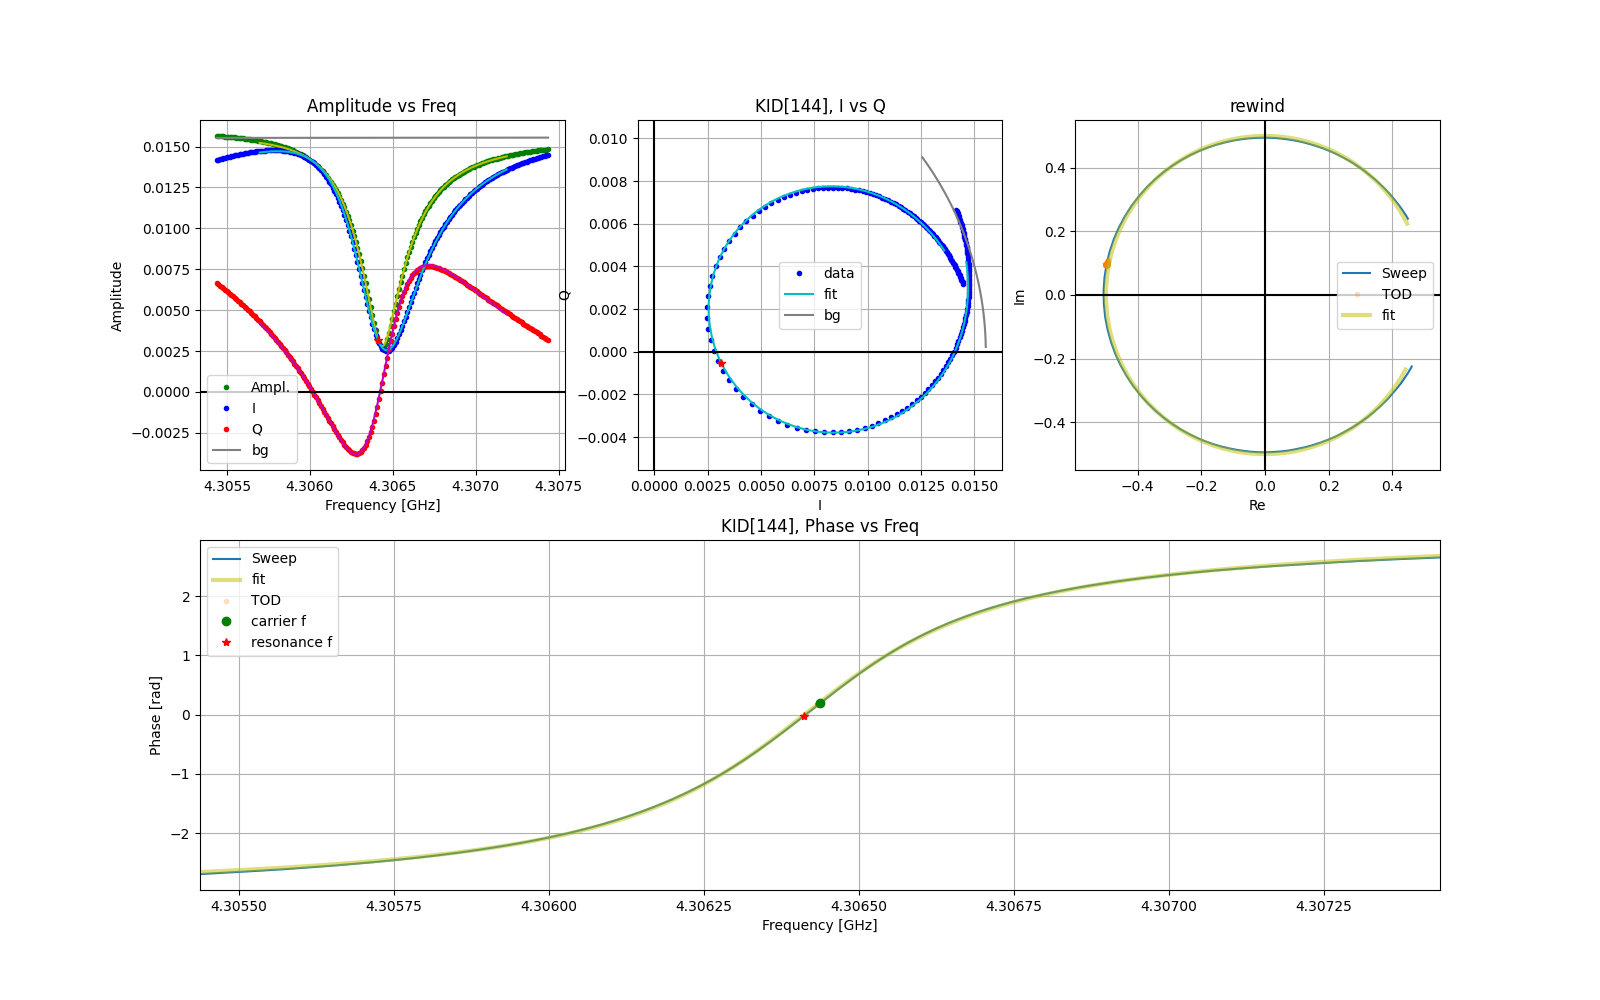 Amplitude vs Freq
Amplitude
0.0150
0.0125
0.0100
0.0075
0.0050
0.0025
0.0000
−0.0025
Ampl.
I
Q
bg
4.3055 4.3060 4.3065 4.3070 4.3075
Frequency [GHz]
KID[144], I vs Q
Q
0.010
0.008
0.006
0.004
0.002
0.000
−0.002
−0.004
data
fit
bg
0.0000 0.0025 0.0050 0.0075 0.0100 0.0125 0.0150
I
rewind
Im
0.4
0.2
0.0
−0.2
−0.4
Sweep
TOD
fit
−0.4 −0.2 0.0 0.2 0.4
Re
KID[144], Phase vs Freq
Phase [rad]
2
1
0
−1
−2
Sweep
fit
TOD
carrier f
resonance f
4.30550 4.30575 4.30600 4.30625 4.30650 4.30675 4.30700 4.30725
Frequency [GHz]